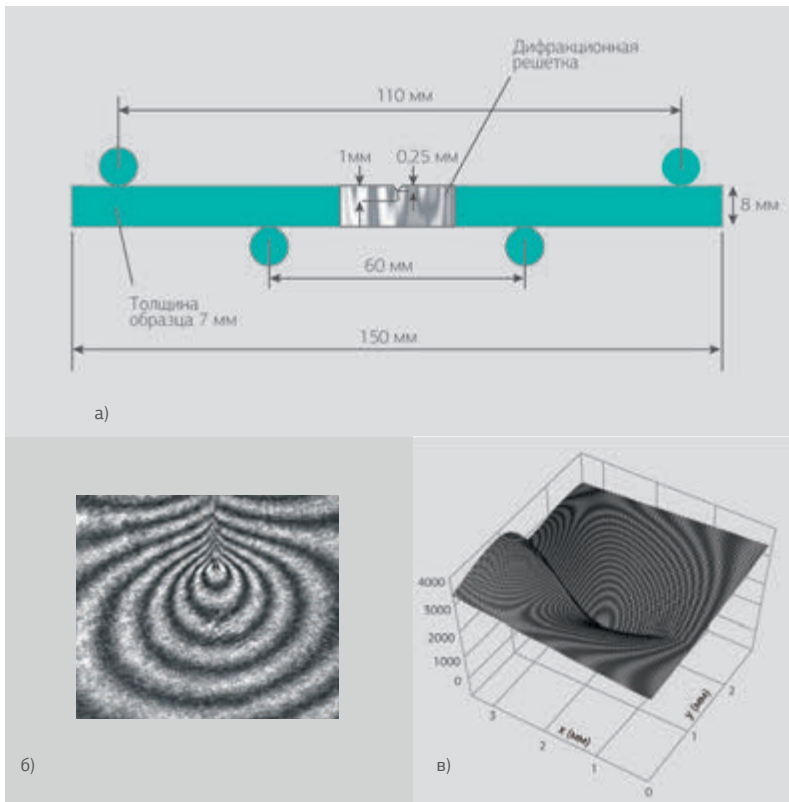 Дифракционная
решетка
110 мм
1мм
0,25 мм
8 мм
60 мм
Толщина
образца 7 мм
150 мм
а)
б)
4000
3000
2000
1000
0
3
2
x (мм)
1
0
1
y (мм)
2
в)